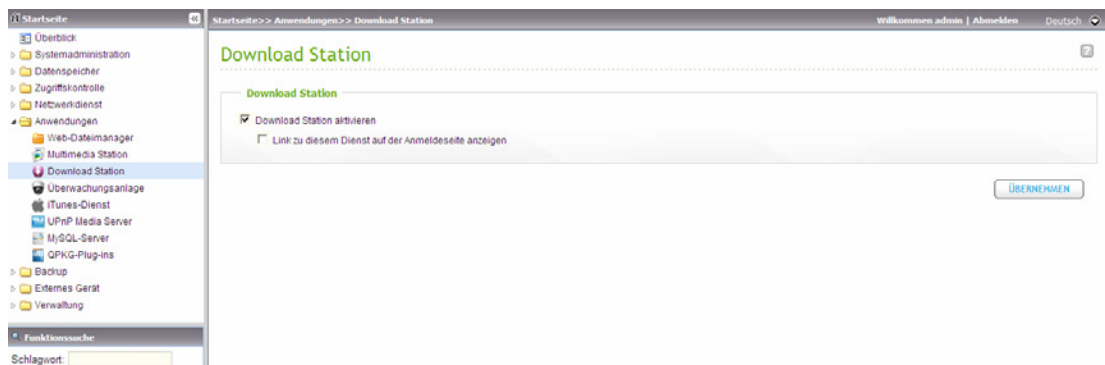 Startseite
Überblick
Systemadministration
Datenspeicher
Zugriffskontrolle
Netzwerkdienst
Anwendungen
Web-Dateimanager
Multimedia Station
Download Station
Überwachungsanlage
iTunes-Dienst
UPnP Media Server
MySQL-Server
QPKG-Plug-ins
Backup
Externes Gerät
Verwaltung
Funktionssuche
Schlagwort:
Startseite>> Anwendungen>> Download Station
Willkommen admin | Abmelden Deutsch
Download Station
Download Station
Download Station aktivieren
Link zu diesem Dienst auf der Anmeldeseite anzeigen
ÜBERNEHMEN